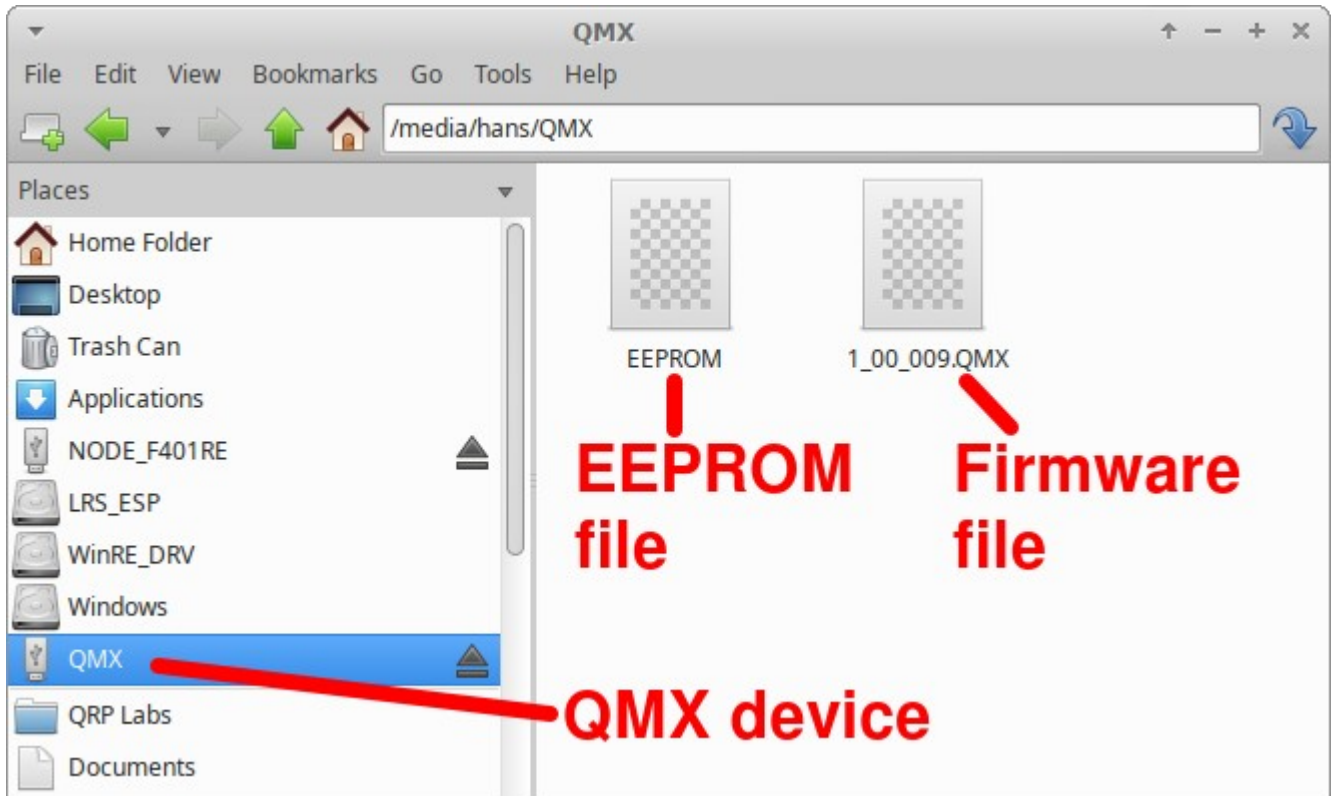 QMX
File Edit View Bookmarks Go Tools Help
/media/hans/QMX
Places
Home Folder
Desktop
Trash Can
Applications
NODE_F401RE
LRS_ESP
WinRE_DRV
Windows
QMX
QRP Labs
Documents
EEPROM
1_00_009.QMX
EEPROM
file
Firmware
file
QMX device